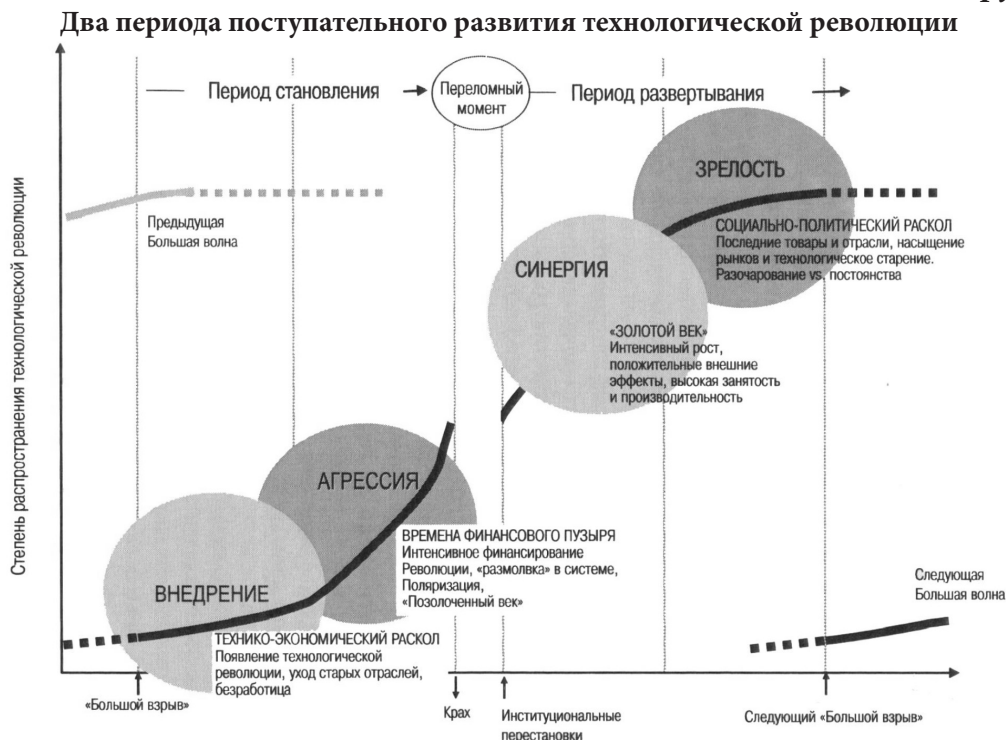 Два периода поступательного развития технологической революции
Период становления
Переломный
момент
Период развертывания
Степень распространения технологической революции
Предыдущая
Большая волна
ЗРЕЛОСТЬ
СОЦИАЛЬНО-ПОЛИТИЧЕСКИЙ РАСКОЛ
Последние товары и отрасли, насыщение
рынков и технологическое старение.
Разочарование vs. постоянства
СИНЕРГИЯ
«ЗОЛОТОЙ ВЕК»
Интенсивный рост,
положительные внешние
эффекты, высокая занятость
и производительность
АГРЕССИЯ
ВРЕМЕНА ФИНАНСОВОГО ПУЗЫРЯ
Интенсивное финансирование
Революции, «размолвка» в системе,
Поляризация,
«Позолоченный век»
ВНЕДРЕНИЕ
ТЕХНИКО-ЭКОНОМИЧЕСКИЙ РАСКОЛ
Появление технологической
революции, уход старых отраслей,
безработица
Следующая
Большая волна
«Большой взрыв»
Крах
Институциональные
перестановки
Следующий «Большой взрыв»